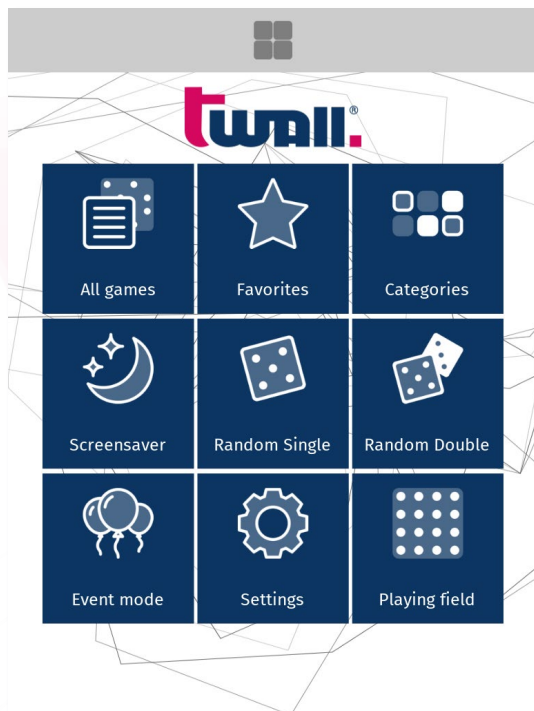 twall.®
All games
Favorites
Categories
Screensaver
Random Single
Random Double
Event mode
Settings
Playing field